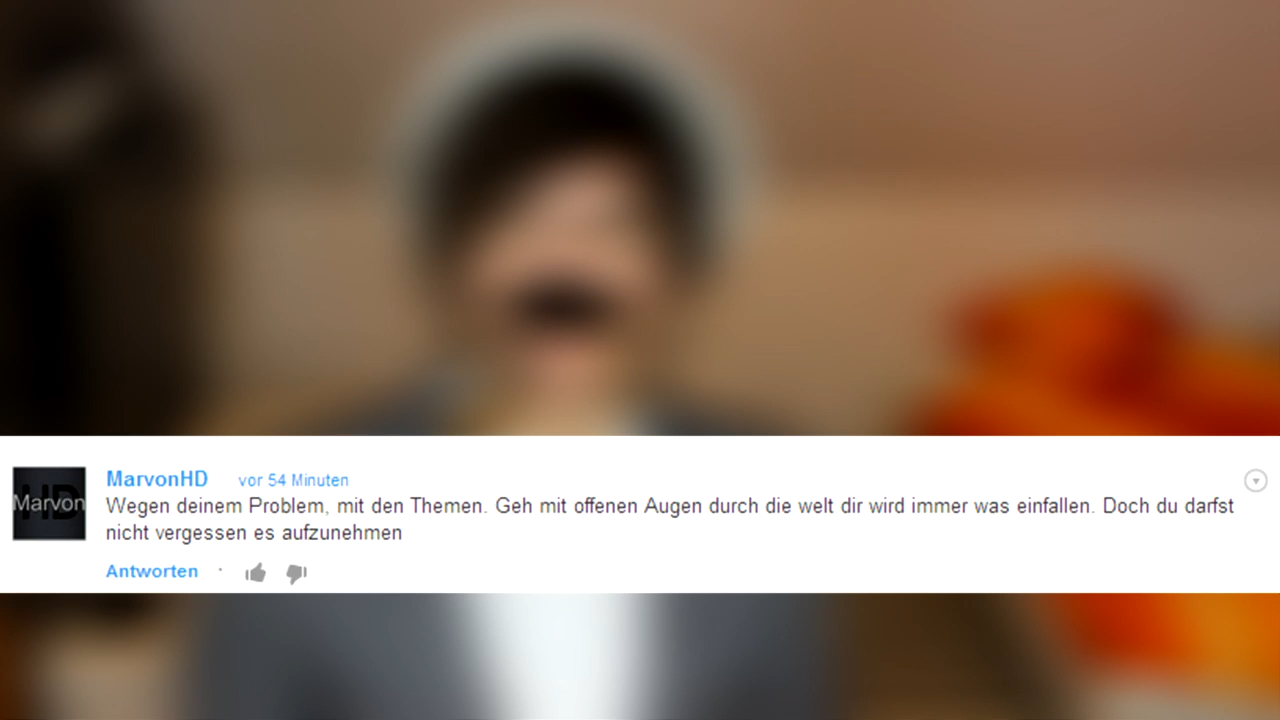 MarvonHD vor 54 Minuten
Wegen deinem Problem, mit den Themen. Geh mit offenen Augen durch die welt dir wird immer was einfallen. Doch du darfst
nicht vergessen es aufzunehmen
Antworten ·
HD
Marvon